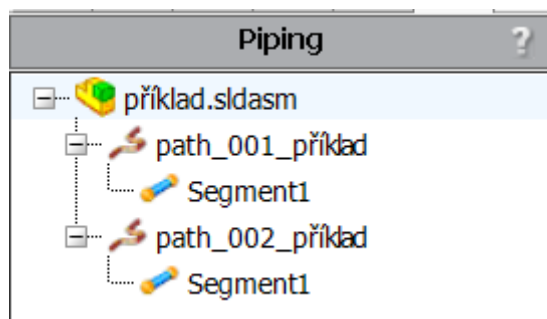 Piping ?
příklad.sldasm
path_001_příklad
Segment1
path_002_příklad
Segment1